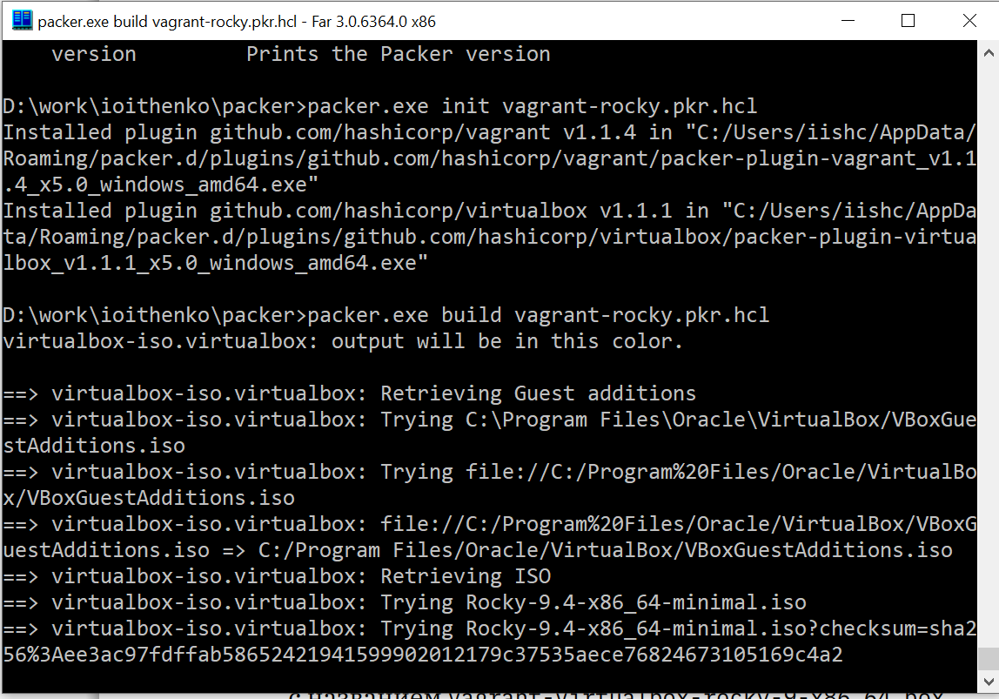 packer.exe build vagrant-rocky.pkr.hcl - Far 3.0.6364.0 x86
version Prints the Packer version
D:\work\ioithenko\packer>packer.exe init vagrant-rocky.pkr.hcl
Installed plugin github.com/hashicorp/vagrant v1.1.4 in "C:/Users/iishc/AppData/
Roaming/packer.d/plugins/github.com/hashicorp/vagrant/packer-plugin-vagrant_v1.1
.4_x5.0_windows_amd64.exe"
Installed plugin github.com/hashicorp/virtualbox v1.1.1 in "C:/Users/iishc/AppDa
ta/Roaming/packer.d/plugins/github.com/hashicorp/virtualbox/packer-plugin-virtua
lbox_v1.1.1_x5.0_windows_amd64.exe"
D:\work\ioithenko\packer>packer.exe build vagrant-rocky.pkr.hcl
virtualbox-iso.virtualbox: output will be in this color.
==> virtualbox-iso.virtualbox: Retrieving Guest additions
==> virtualbox-iso.virtualbox: Trying C:\Program Files\Oracle\VirtualBox/VBoxGue
stAdditions.iso
==> virtualbox-iso.virtualbox: Trying file://C:/Program%20Files/Oracle/VirtualBo
x/VBoxGuestAdditions.iso
==> virtualbox-iso.virtualbox: file://C:/Program%20Files/Oracle/VirtualBox/VBoxG
uestAdditions.iso => C:/Program Files/Oracle/VirtualBox/VBoxGuestAdditions.iso
==> virtualbox-iso.virtualbox: Retrieving ISO
==> virtualbox-iso.virtualbox: Trying Rocky-9.4-x86_64-minimal.iso
==> virtualbox-iso.virtualbox: Trying Rocky-9.4-x86_64-minimal.iso?checksum=sha2
56%3Aee3ac97fdffab58652421941599902012179c37535aece76824673105169c4a2
с названием vagrant-virtualbox-rocky-9-x86_64.box